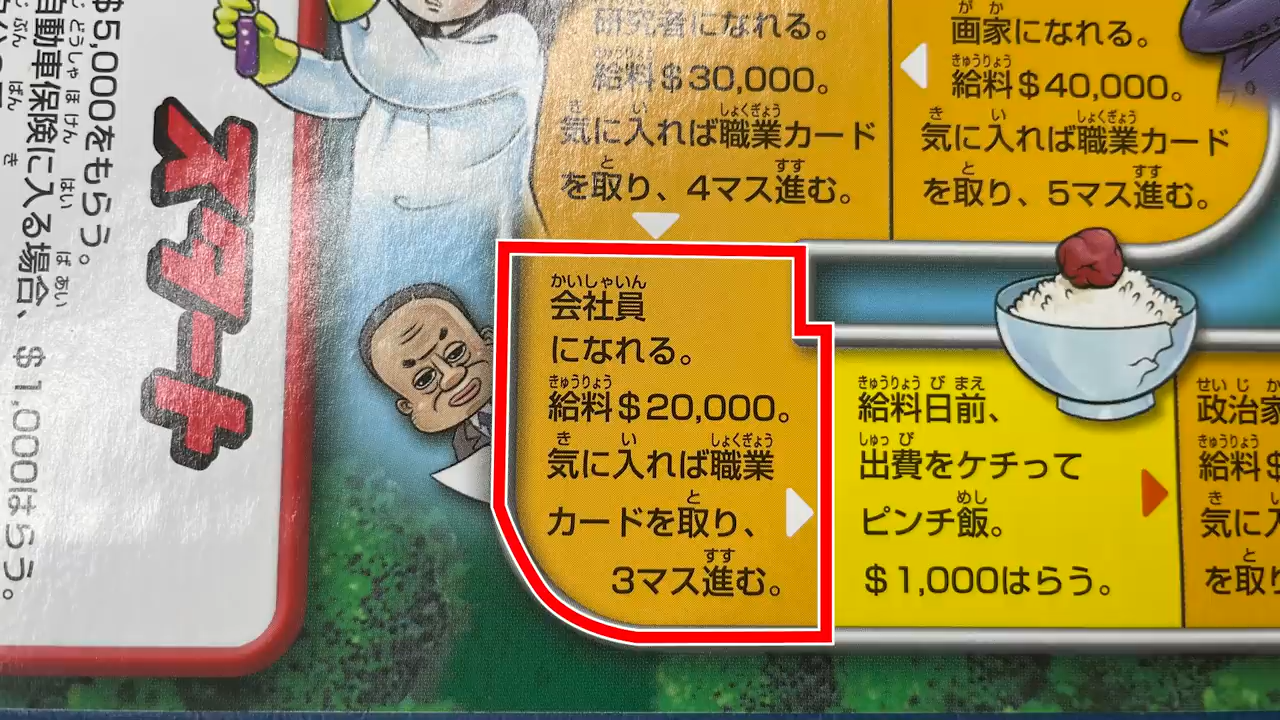 $5,000をもらう。
自動車保険に入る場合、$1,000はらう。
スタート
研究者になれる。
給料$30,000。
気に入れば職業カード
を取り、4マス進む。
画家になれる。
給料$40,000。
気に入れば職業カード
を取り、5マス進む。
会社員
になれる。
給料$20,000。
気に入れば職業
カードを取り、
3マス進む。
給料日前、
出費をケチって
ピンチ飯。
$1,000はらう。
政治家
給料$
気に入
を取り